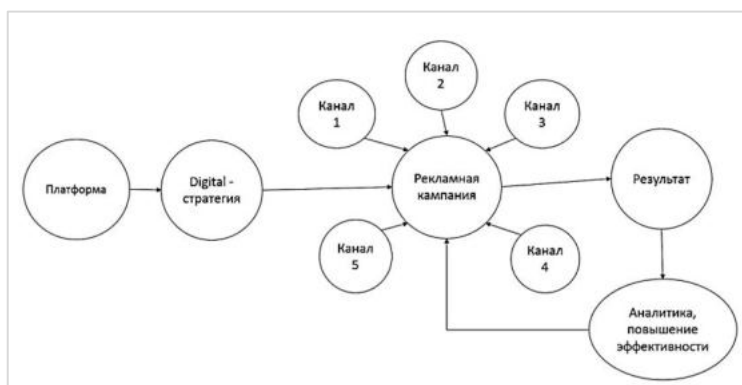 Платформа
Digital -
стратегия
Канал
1
Канал
2
Канал
3
Рекламная
кампания
Канал
5
Канал
4
Результат
Аналитика,
повышение
эффективности